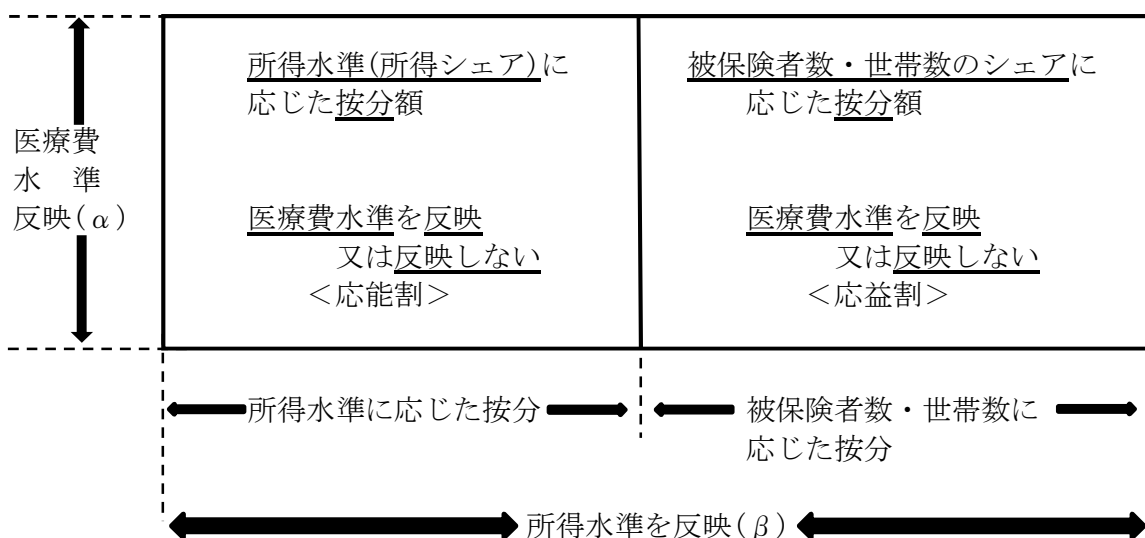 所得水準(所得シェア)に
応じた按分額
被保険者数・世帯数のシェアに
応じた按分額
医療費
水　準
反映(α)
医療費水準を反映
又は反映しない
＜応能割＞
医療費水準を反映
又は反映しない
＜応益割＞
所得水準に応じた按分
被保険者数・世帯数に
応じた按分
所得水準を反映(β)